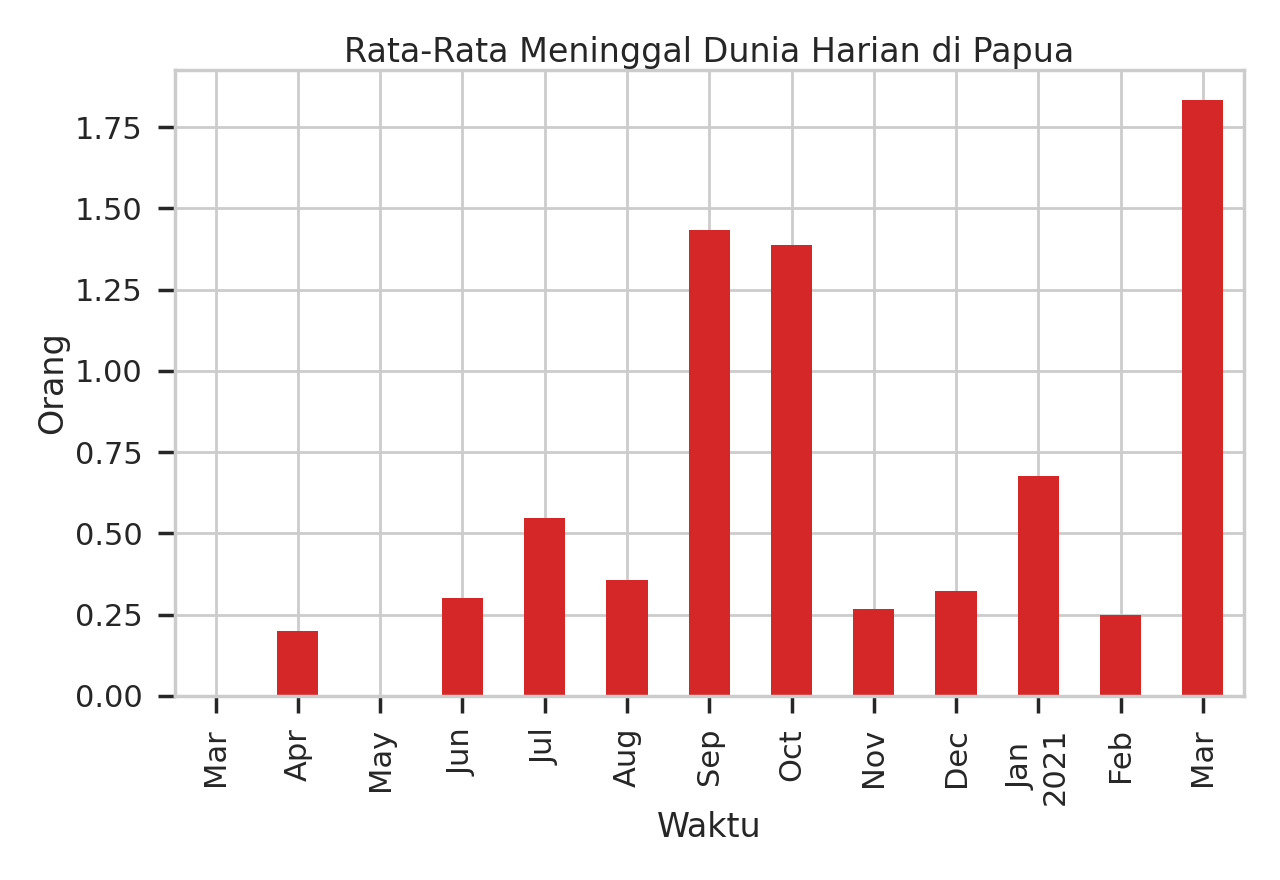 Rata-Rata Meninggal Dunia Harian di Papua
1.75
1.50
1.25
1.00
0.75
0.50
0.25
0.00
Orang
Mar
Apr
May
Jun
Jul
Aug
Sep
Oct
Nov
Dec
Jan
2021
Feb
Mar
Waktu